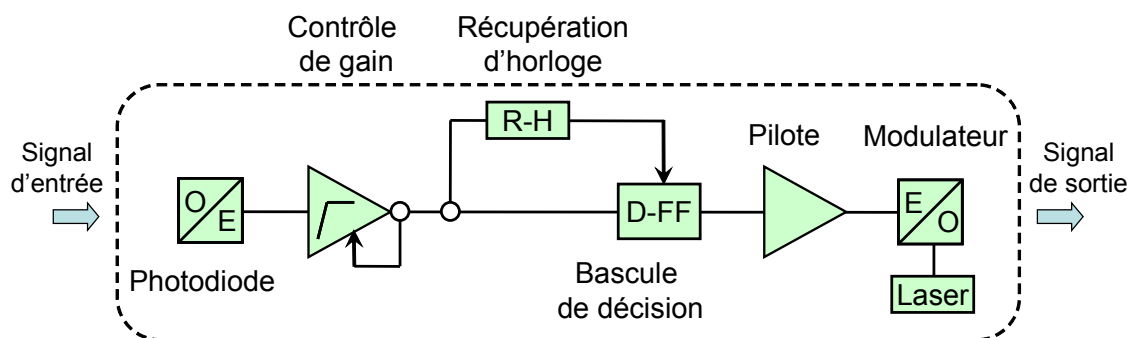 Contrôle
de gain
Récupération
d’horloge
R-H
Pilote
Modulateur
Signal
d’entrée
Signal
de sortie
O
E
D-FF
E
O
Photodiode
Bascule
de décision
Laser